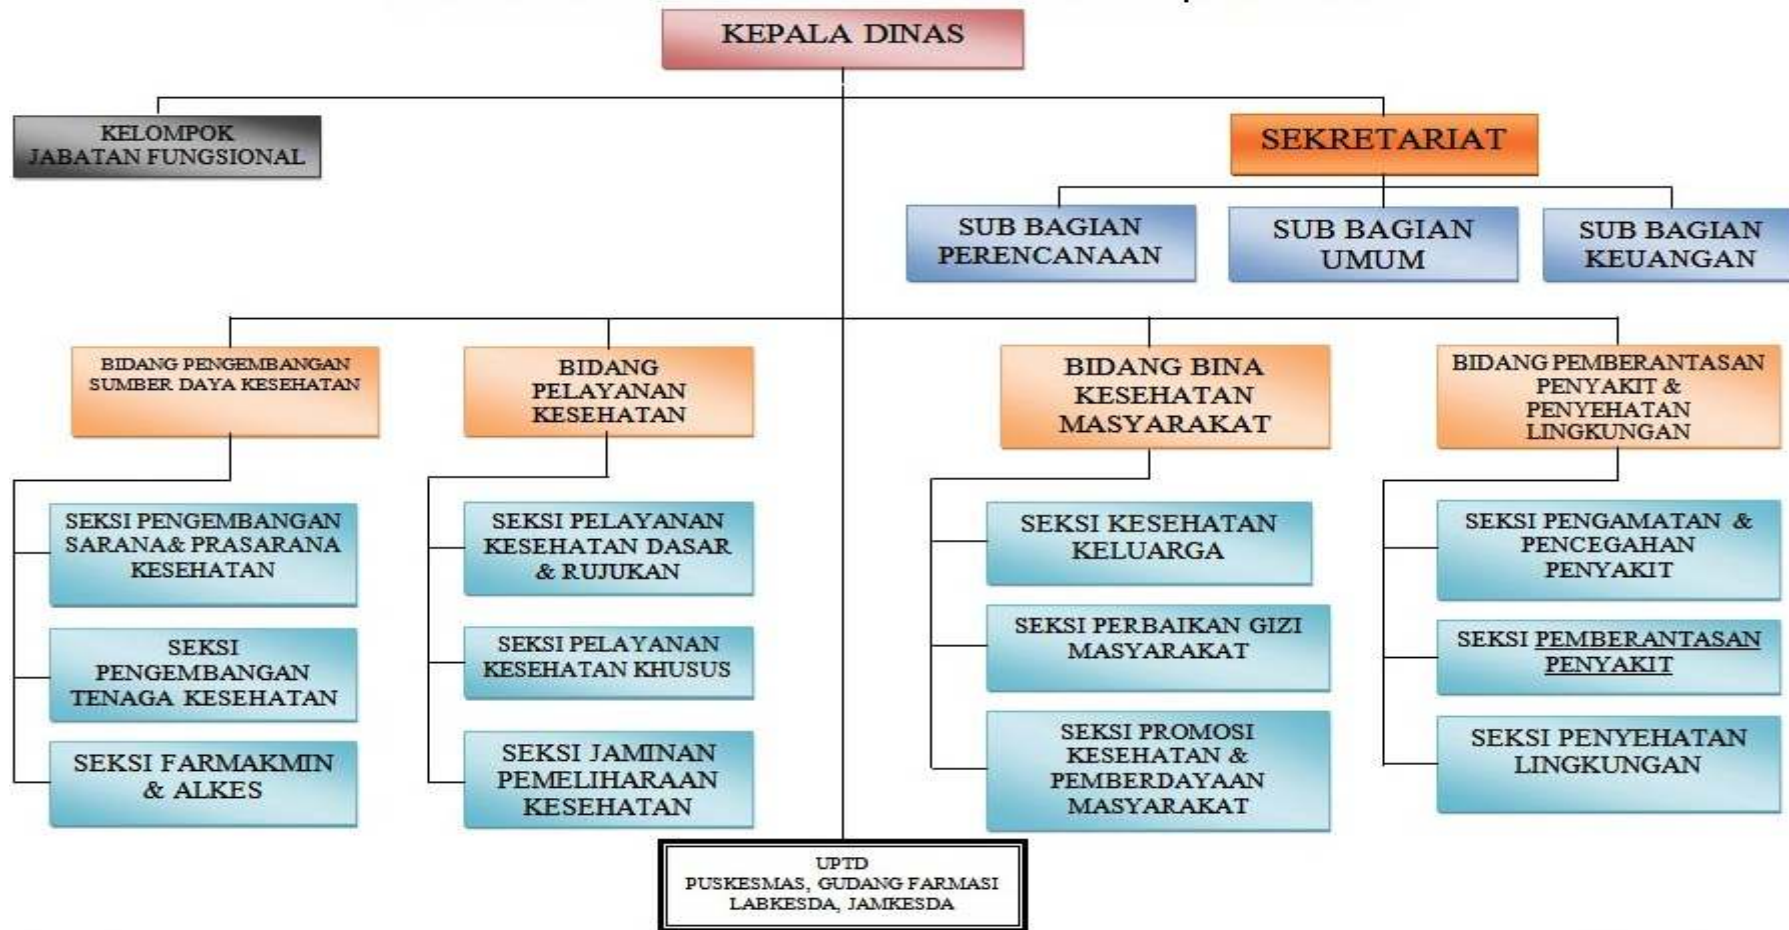 KEPALA DINAS
KELOMPOK
JABATAN FUNGSIONAL
SEKRETARIAT
SUB BAGIAN
PERENCANAAN
SUB BAGIAN
UMUM
SUB BAGIAN
KEUANGAN
BIDANG PENGEMBANGAN
SUMBER DAYA KESEHATAN
BIDANG
PELAYANAN
KESEHATAN
BIDANG BINA
KESEHATAN
MASYARAKAT
BIDANG PEMBERANTASAN
PENYAKIT &
PENYEHATAN
LINGKUNGAN
SEKSI PENGEMBANGAN
SARANA& PRASARANA
KESEHATAN
SEKSI
PENGEMBANGAN
TENAGA KESEHATAN
SEKSI FARMAKMIN
& ALKES
SEKSI PELAYANAN
KESEHATAN DASAR
& RUJUKAN
SEKSI PELAYANAN
KESEHATAN KHUSUS
SEKSI JAMINAN
PEMELIHARAAN
KESEHATAN
SEKSI KESEHATAN
KELUARGA
SEKSI PERBAIKAN GIZI
MASYARAKAT
SEKSI PROMOSI
KESEHATAN &
PEMBERDAYAAN
MASYARAKAT
SEKSI PENGAMATAN &
PENCEGAHAN
PENYAKIT
SEKSI PEMBERANTASAN
PENYAKIT
SEKSI PENYEHATAN
LINGKUNGAN
UPTD
PUSKESMAS, GUDANG FARMASI
LABKESDA, JAMKESDA